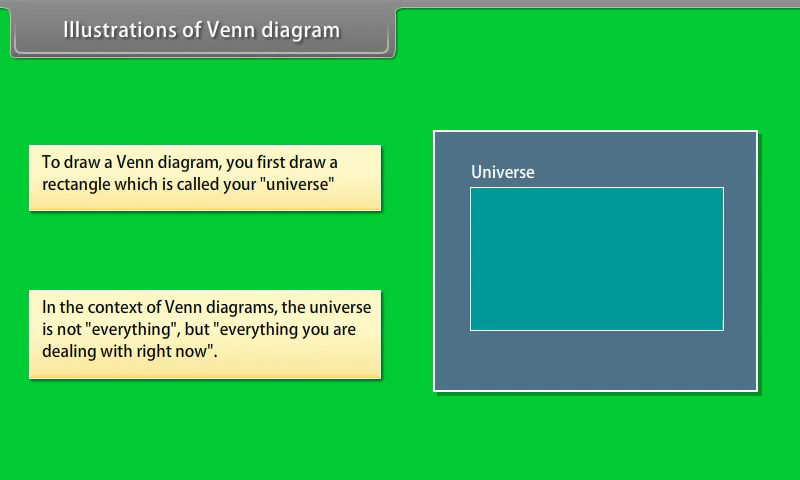 Illustrations of Venn diagram
To draw a Venn diagram, you first draw a
rectangle which is called your "universe"
In the context of Venn diagrams, the universe
is not "everything", but "everything you are
dealing with right now".
Universe